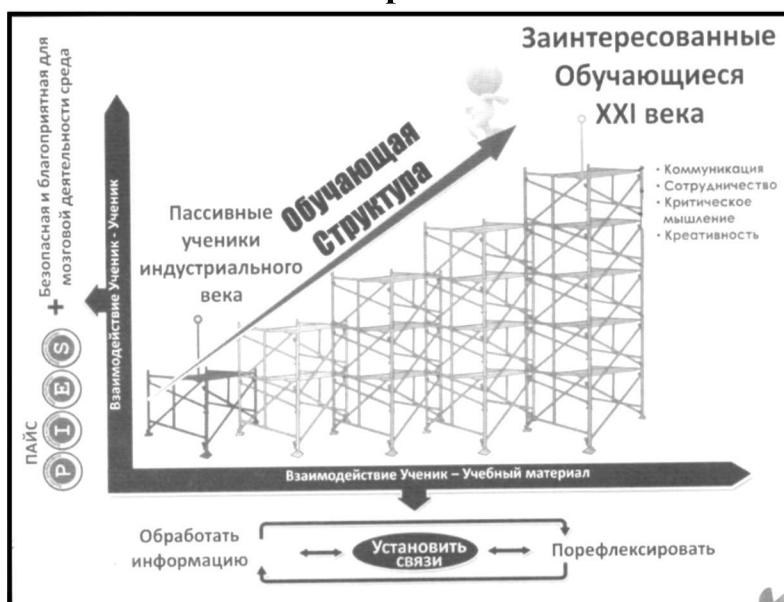 Заинтересованные
Обучающиеся
XXI века
• Коммуникация
• Сотрудничество
• Критическое
мышление
• Креативность
Обучающая
Структура
Пассивные
ученики
индустриального
века
Безопасная и благоприятная для
мозговой деятельности среда
+
ПАЙС
P I E S
Взаимодействие Ученик - Ученик
Взаимодействие Ученик – Учебный материал
Обработать
информацию
Установить
связи
Порефлексировать